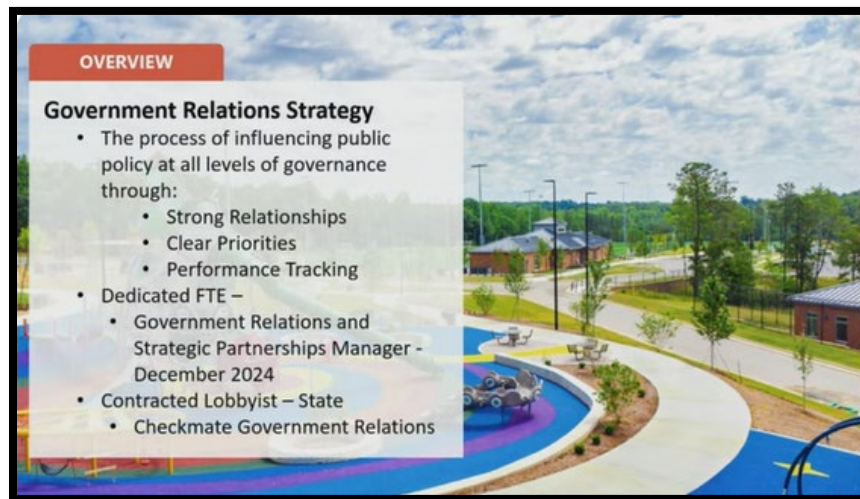 OVERVIEW
Government Relations Strategy
• The process of influencing public
policy at all levels of governance
through:
• Strong Relationships
• Clear Priorities
• Performance Tracking
• Dedicated FTE –
• Government Relations and
Strategic Partnerships Manager -
December 2024
• Contracted Lobbyist – State
• Checkmate Government Relations